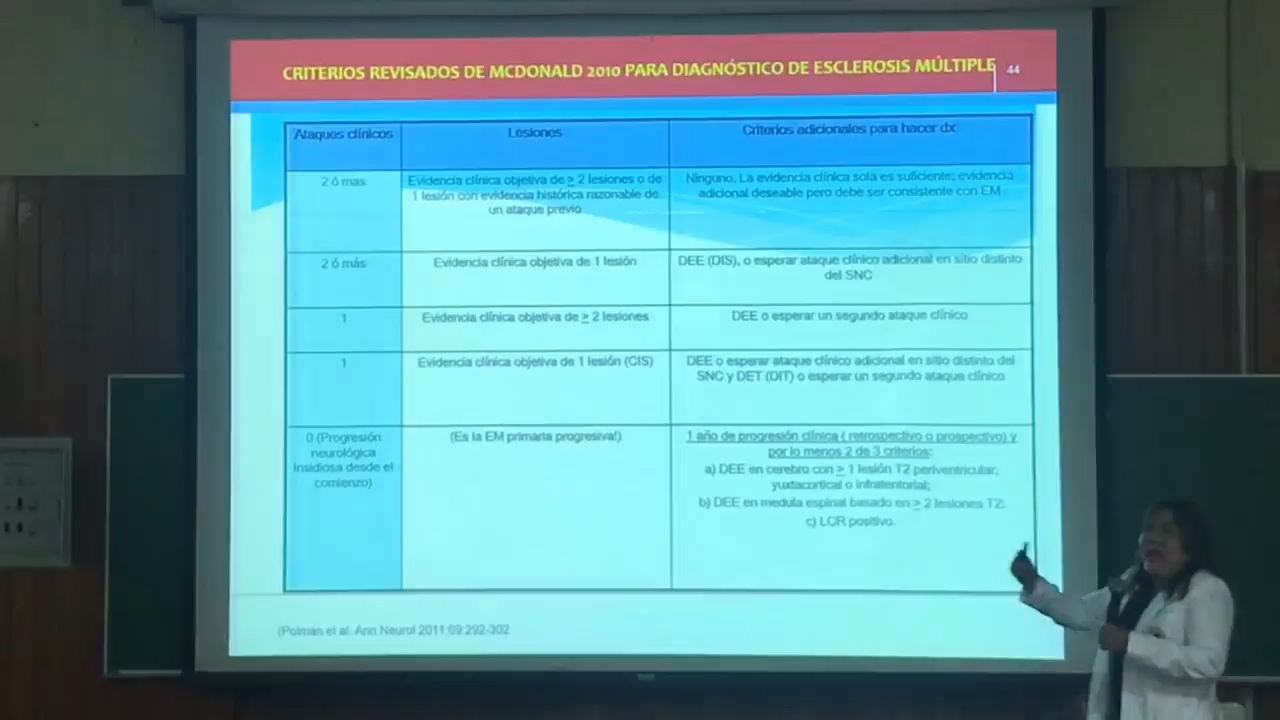 CRITERIOS REVISADOS DE MCDONALD 2010 PARA DIAGNÓSTICO DE ESCLEROSIS MÚLTIPLE
44
Ataques clínicos
Lesiones
Criterios adicionales para hacer dx
2 ó mas
Evidencia clínica objetiva de ≥ 2 lesiones o de
1 lesión con evidencia histórica razonable de
un ataque previo
Ninguno. La evidencia clínica sola es suficiente; evidencia
adicional deseable pero debe ser consistente con EM
2 ó más
Evidencia clínica objetiva de 1 lesión
DEE (DIS), o esperar ataque clínico adicional en sitio distinto
del SNC
1
Evidencia clínica objetiva de ≥ 2 lesiones
DEE o esperar un segundo ataque clínico
1
Evidencia clínica objetiva de 1 lesión (CIS)
DEE o esperar ataque clínico adicional en sitio distinto del
SNC y DET (DIT) o esperar un segundo ataque clínico
0 (Progresión
neurológica
insidiosa desde el
comienzo)
(Es la EM primaria progresiva!)
1 año de progresión clínica ( retrospectivo o prospectivo) y
por lo menos 2 de 3 criterios:
a) DEE en cerebro con ≥ 1 lesión T2 periventricular,
yuxtacortical o infratentorial;
b) DEE en medula espinal basado en ≥ 2 lesiones T2;
c) LCR positivo.
(Polman et al. Ann Neurol 2011;69:292-302